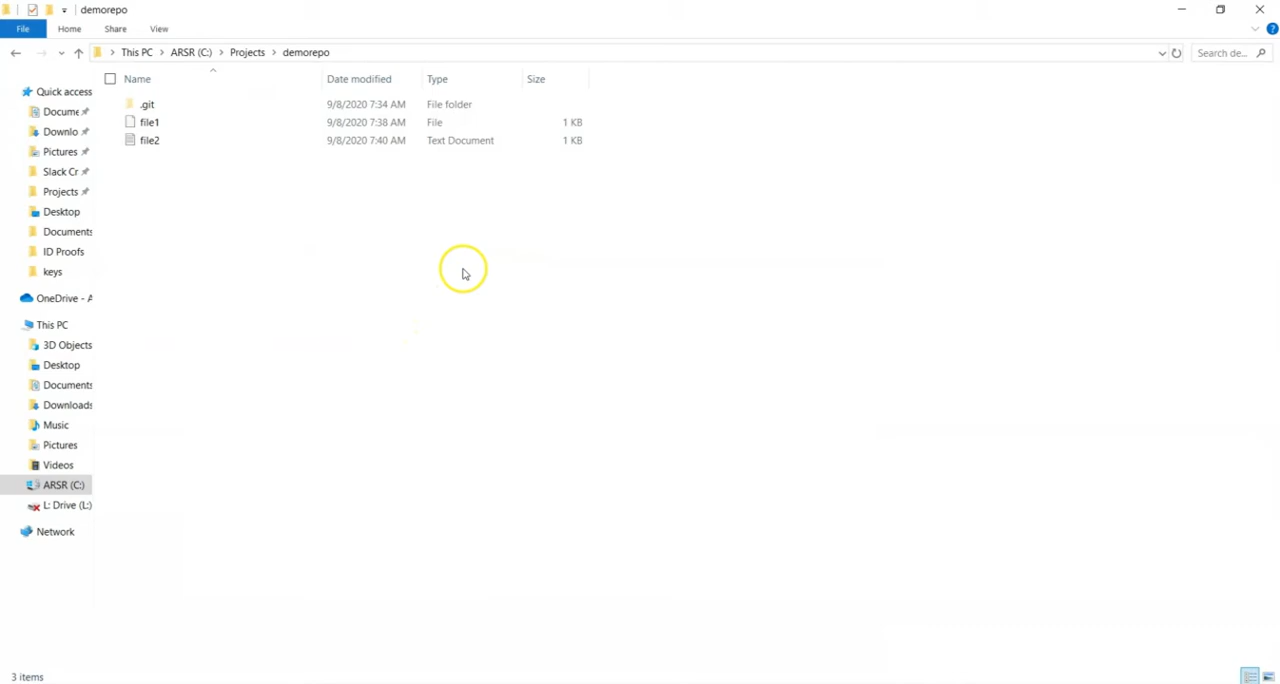 demorepo
File Home Share View
This PC > ARSR (C:) > Projects > demorepo
Search de...
Name Date modified Type Size
.git 9/8/2020 7:34 AM File folder
file1 9/8/2020 7:38 AM File 1 KB
file2 9/8/2020 7:40 AM Text Document 1 KB
Quick access
Docume
Downlo
Pictures
Slack Cr
Projects
Desktop
Documents
ID Proofs
keys
OneDrive - A
This PC
3D Objects
Desktop
Documents
Downloads
Music
Pictures
Videos
ARSR (C:)
L: Drive (L:)
Network
3 items